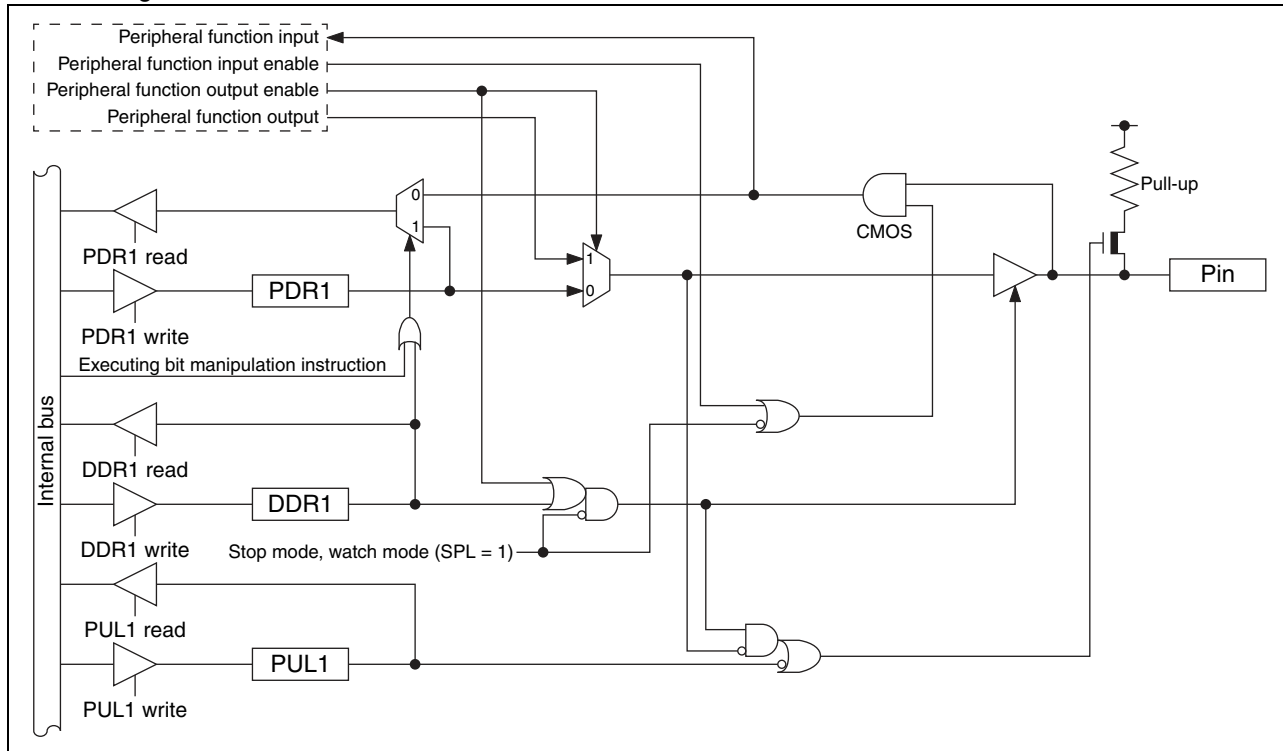 Peripheral function input
Peripheral function input enable
Peripheral function output enable
Peripheral function output
Pull-up
0
1
CMOS
PDR1 read
1
PDR1
0
Pin
PDR1 write
Executing bit manipulation instruction
Internal bus
DDR1 read
DDR1
DDR1 write
Stop mode, watch mode (SPL = 1)
PUL1 read
PUL1
PUL1 write